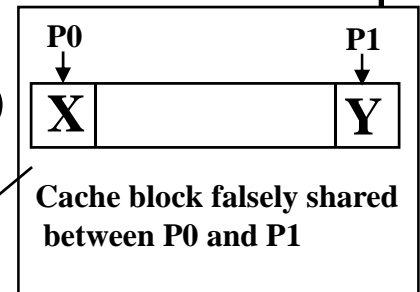 P0 P1
X Y
)
Cache block falsely shared
between P0 and P1